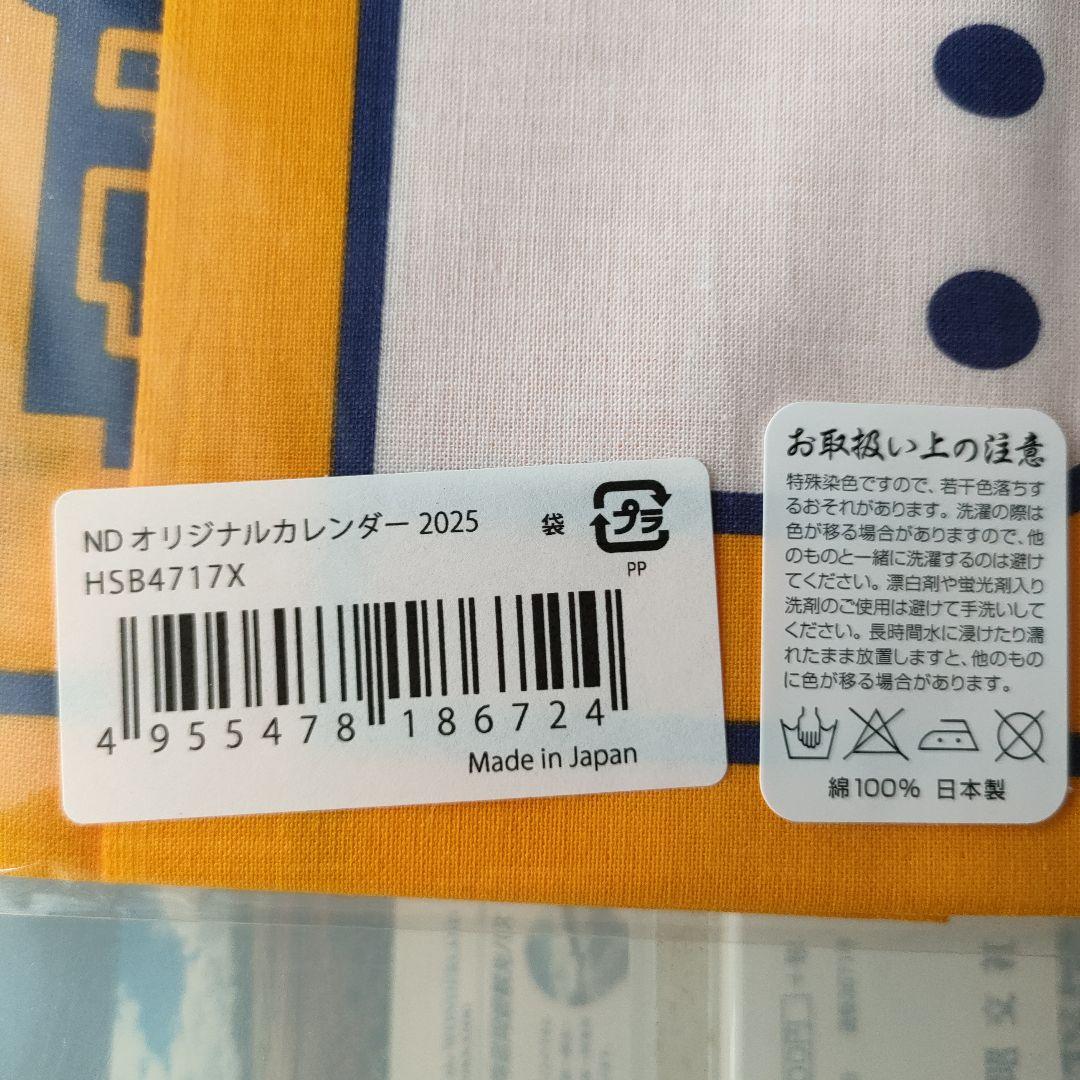 ND オリジナルカレンダー 2025
HSB4717X
袋
プラ
PP
4 955478 186724
Made in Japan
お取扱い上の注意
特殊染色ですので、若干色落ちす
るおそれがあります。洗濯の際は
色が移る場合がありますので、他
のものと一緒に洗濯するのは避け
てください。漂白剤や蛍光剤入り
洗剤のご使用は避けて手洗いして
ください。長時間水に浸けたり濡
れたまま放置しますと、他のもの
に色が移る場合があります。
綿100% 日本製